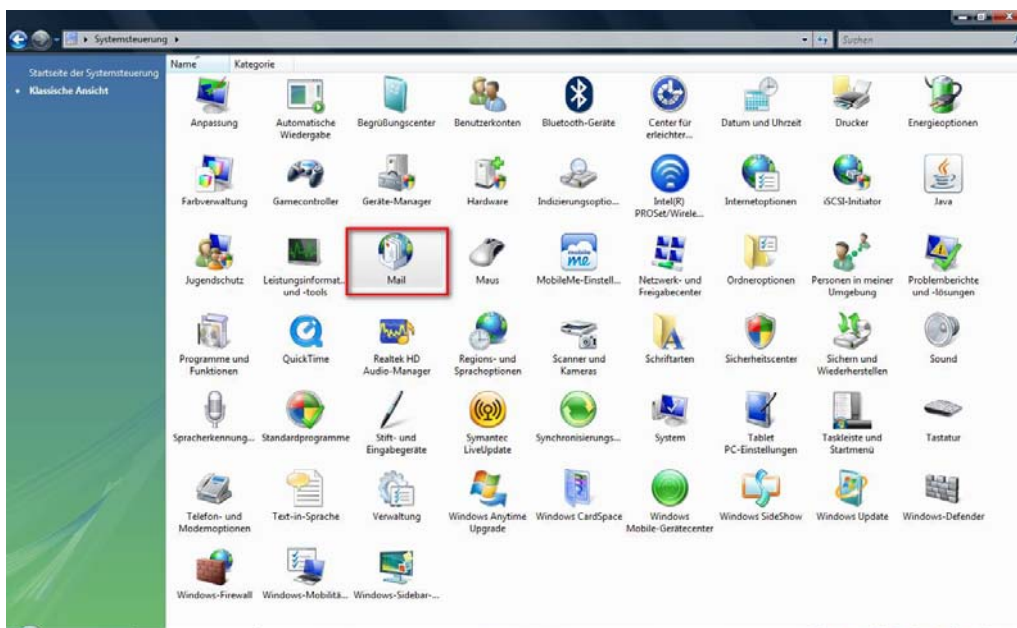 Systemsteuerung
Suchen
Startseite der Systemsteuerung
Klassische Ansicht
Name Kategorie
Anpassung
Automatische
Wiedergabe
Begrüßungscenter
Benutzerkonten
Bluetooth-Geräte
Center für
erleichter...
Datum und Uhrzeit
Drucker
Energieoptionen
Farbverwaltung
Gamecontroller
Geräte-Manager
Hardware
Indizierungsoptio...
Intel(R)
PROSet/Wirele...
Internetoptionen
iSCSI-Initiator
Java
Jugendschutz
Leistungsinformat...
und -tools
Mail
Maus
mobile
me
MobileMe-Einstell...
Netzwerk- und
Freigabecenter
Ordneroptionen
Personen in meiner
Umgebung
Problemberichte
und -lösungen
Programme und
Funktionen
QuickTime
Realtek HD
Audio-Manager
Regions- und
Sprachoptionen
Scanner und
Kameras
Schriftarten
Sicherheitscenter
Sichern und
Wiederherstellen
Sound
Spracherkennung...
Standardprogramme
Stift- und
Eingabegeräte
Symantec
LiveUpdate
Synchronisierungs...
System
Tablet
PC-Einstellungen
Taskleiste und
Startmenü
Tastatur
Telefon- und
Modemoptionen
Text-in-Sprache
Verwaltung
Windows Anytime
Upgrade
Windows CardSpace
Windows
Mobile-Gerätecenter
Windows SideShow
Windows Update
Windows-Defender
Windows-Firewall
Windows-Mobilitä...
Windows-Sidebar-...